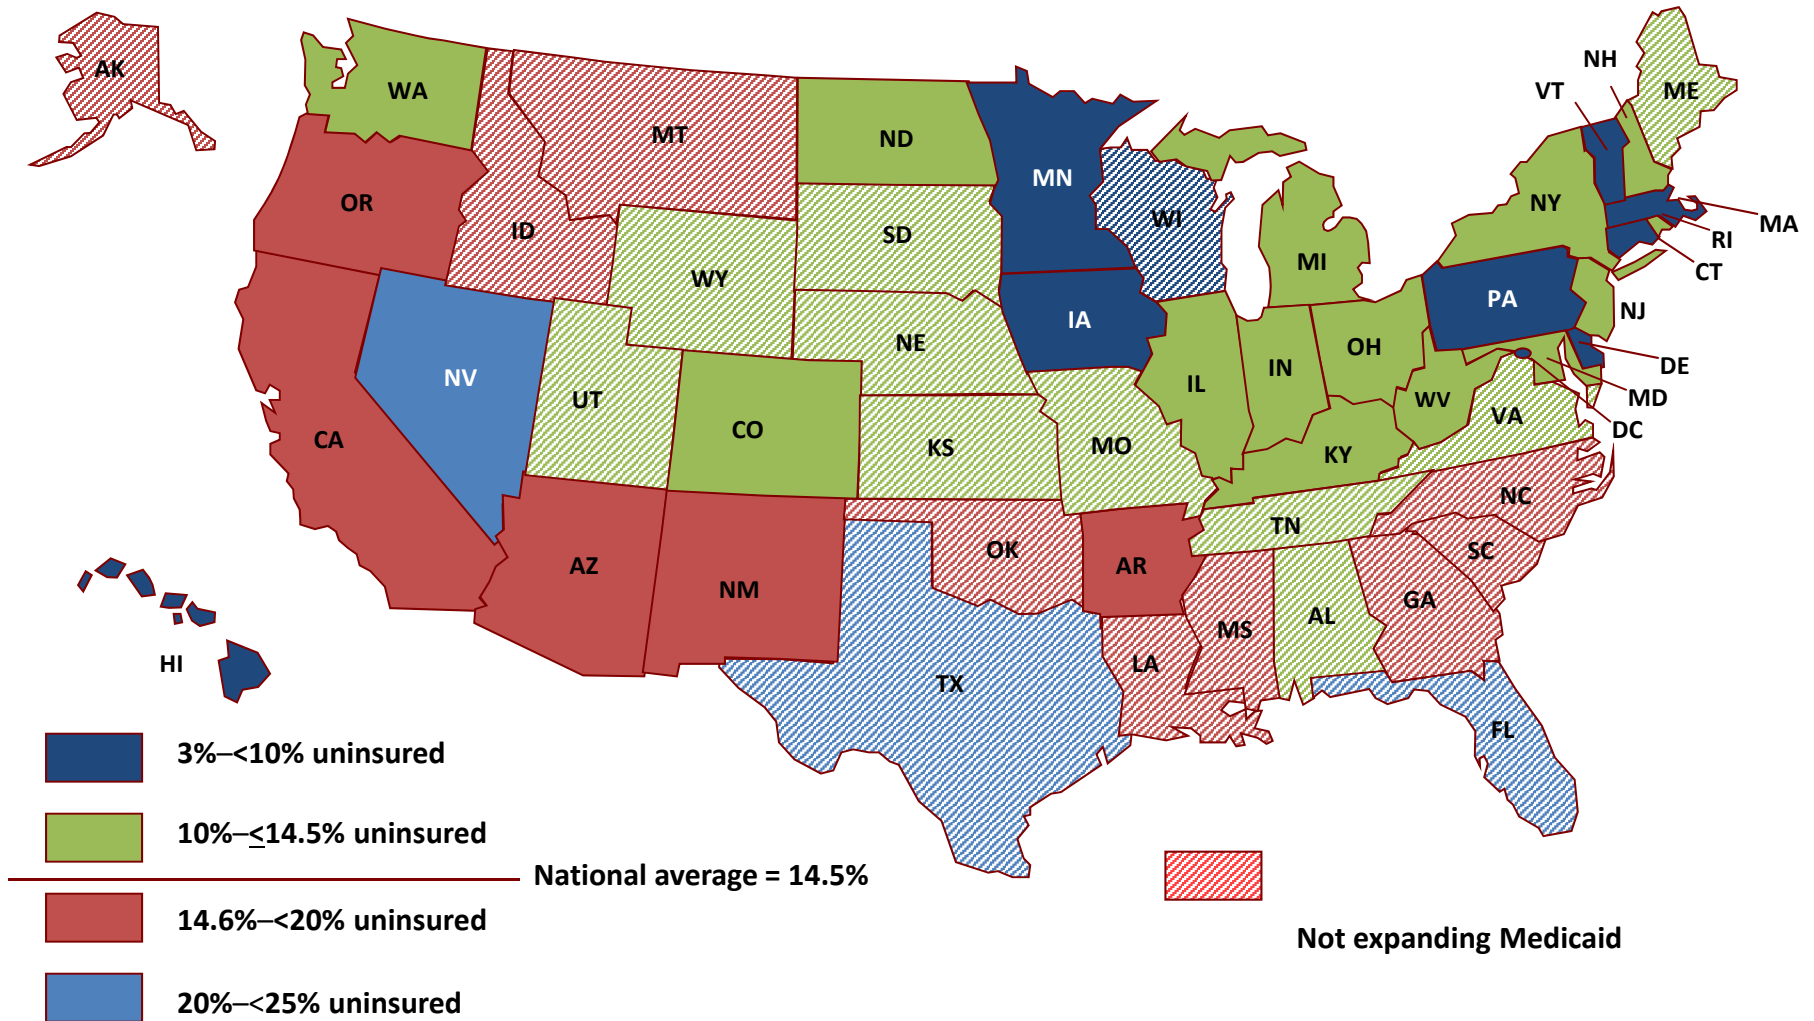 AK
WA
MT
ND
MN
NH
VT
ME
OR
ID
SD
WI
NY
MA
RI
CT
WY
MI
PA
NJ
NE
IA
OH
DE
NV
UT
IL
IN
MD
CO
WV
VA
DC
CA
KS
MO
KY
NC
TN
AZ
NM
OK
AR
SC
GA
AL
MS
LA
HI
TX
FL
3%–<10% uninsured
10%–≤14.5% uninsured
National average = 14.5%
14.6%–<20% uninsured
Not expanding Medicaid
20%–<25% uninsured